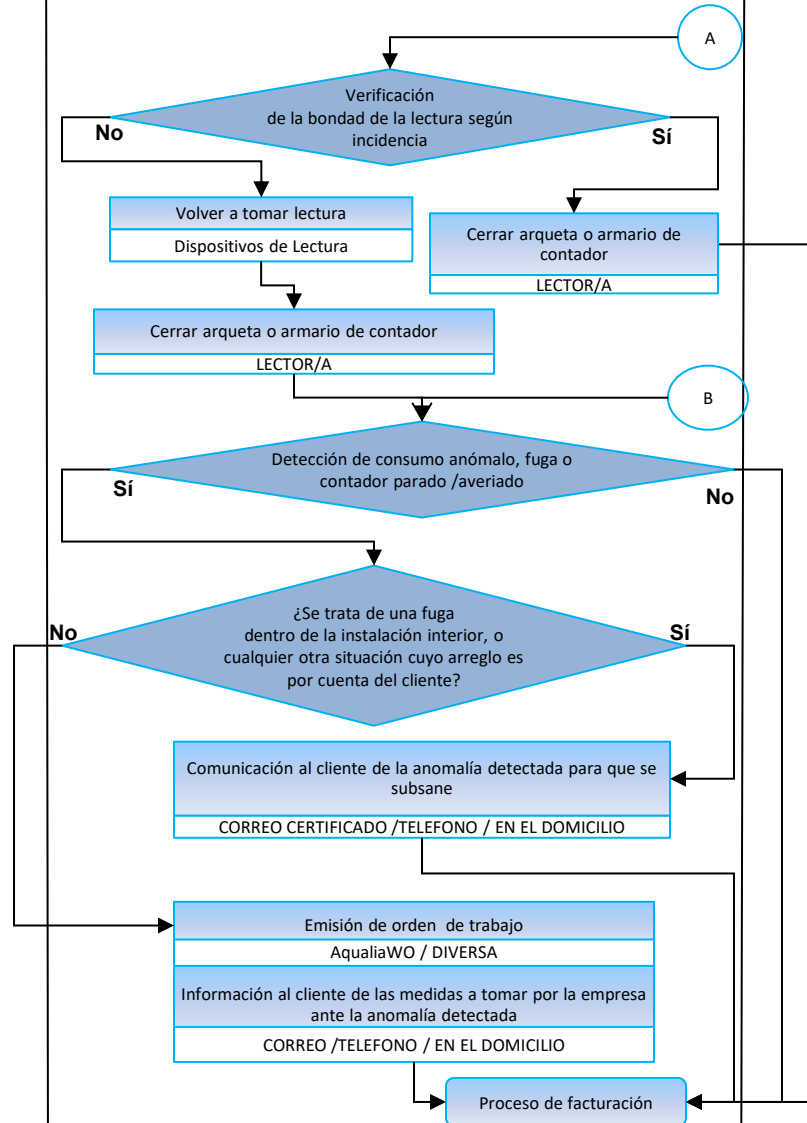 A
Verificación
de la bondad de la lectura según
incidencia
No
Sí
Volver a tomar lectura
Dispositivos de Lectura
Cerrar arqueta o armario de
contador
LECTOR/A
Cerrar arqueta o armario de contador
LECTOR/A
B
Detección de consumo anómalo, fuga o
contador parado /averiado
Sí
No
¿Se trata de una fuga
dentro de la instalación interior, o
cualquier otra situación cuyo arreglo es
por cuenta del cliente?
No
Sí
Comunicación al cliente de la anomalía detectada para que se
subsane
CORREO CERTIFICADO /TELEFONO / EN EL DOMICILIO
Emisión de orden de trabajo
AqualiaWO / DIVERSA
Información al cliente de las medidas a tomar por la empresa
ante la anomalía detectada
CORREO /TELEFONO / EN EL DOMICILIO
Proceso de facturación